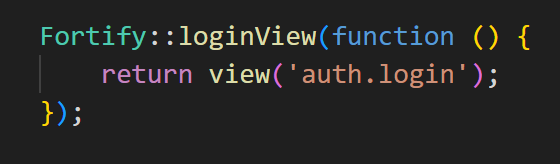 Fortify::loginView(function () {
    return view('auth.login');
});